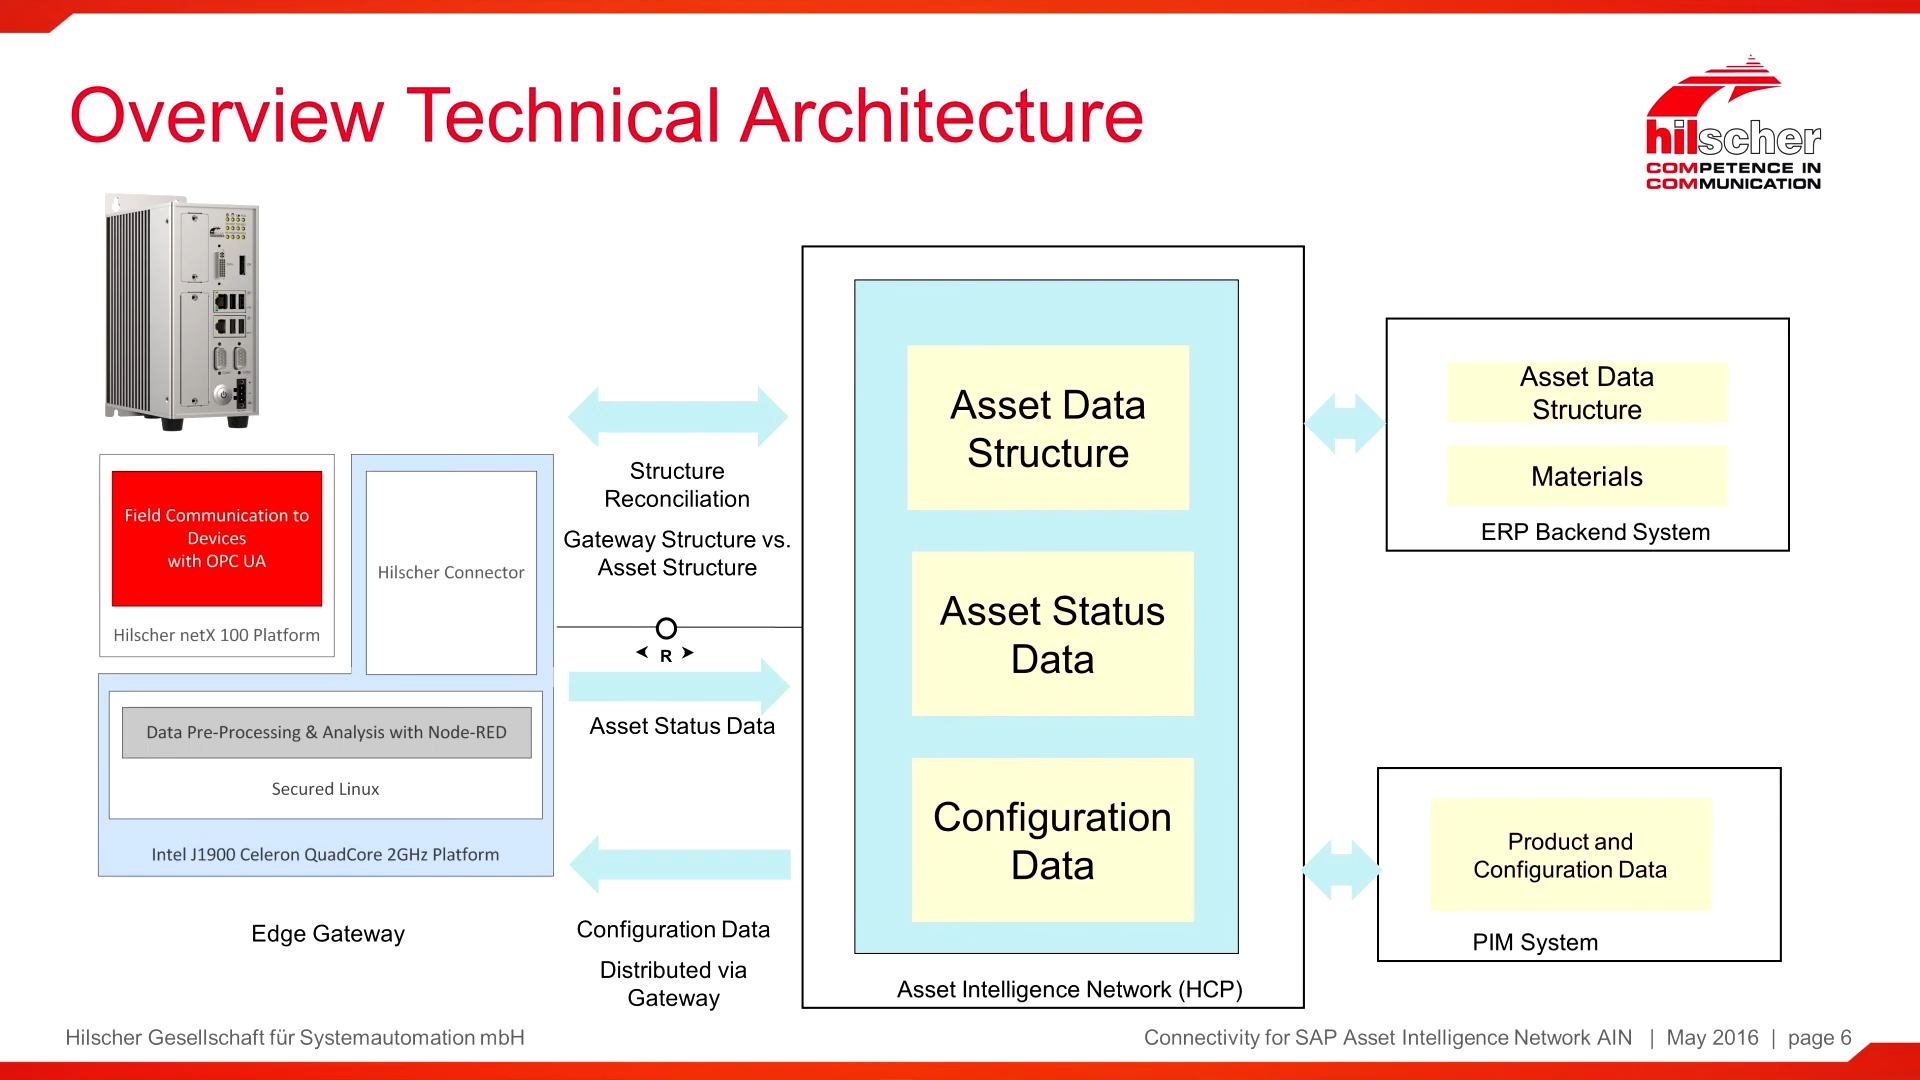 Overview Technical Architecture
hilscher
COMPETENCE IN
COMMUNICATION
Field Communication to
Devices
with OPC UA
Hilscher netX 100 Platform
Hilscher Connector
Data Pre-Processing & Analysis with Node-RED
Secured Linux
Intel J1900 Celeron QuadCore 2GHz Platform
Edge Gateway
Structure
Reconciliation
Gateway Structure vs.
Asset Structure
R
Asset Status Data
Configuration Data
Distributed via
Gateway
Asset Data
Structure
Asset Status
Data
Configuration
Data
Asset Intelligence Network (HCP)
Asset Data
Structure
Materials
ERP Backend System
Product and
Configuration Data
PIM System
Hilscher Gesellschaft für Systemautomation mbH
Connectivity for SAP Asset Intelligence Network AIN | May 2016 | page 6